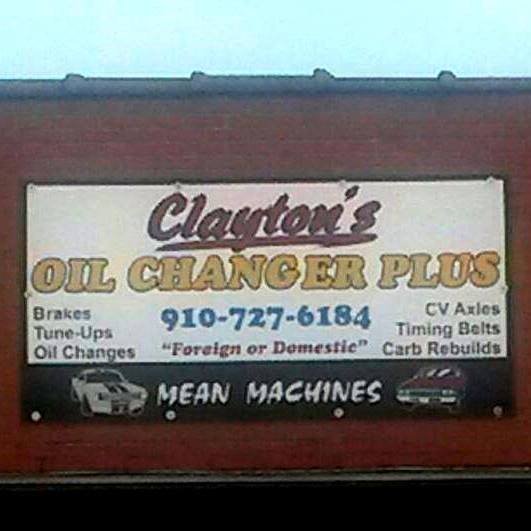 Clayton's
OIL CHANGER PLUS
Brakes
Tune-Ups
Oil Changes
910-727-6184
"Foreign or Domestic"
CV Axles
Timing Belts
Carb Rebuilds
MEAN MACHINES